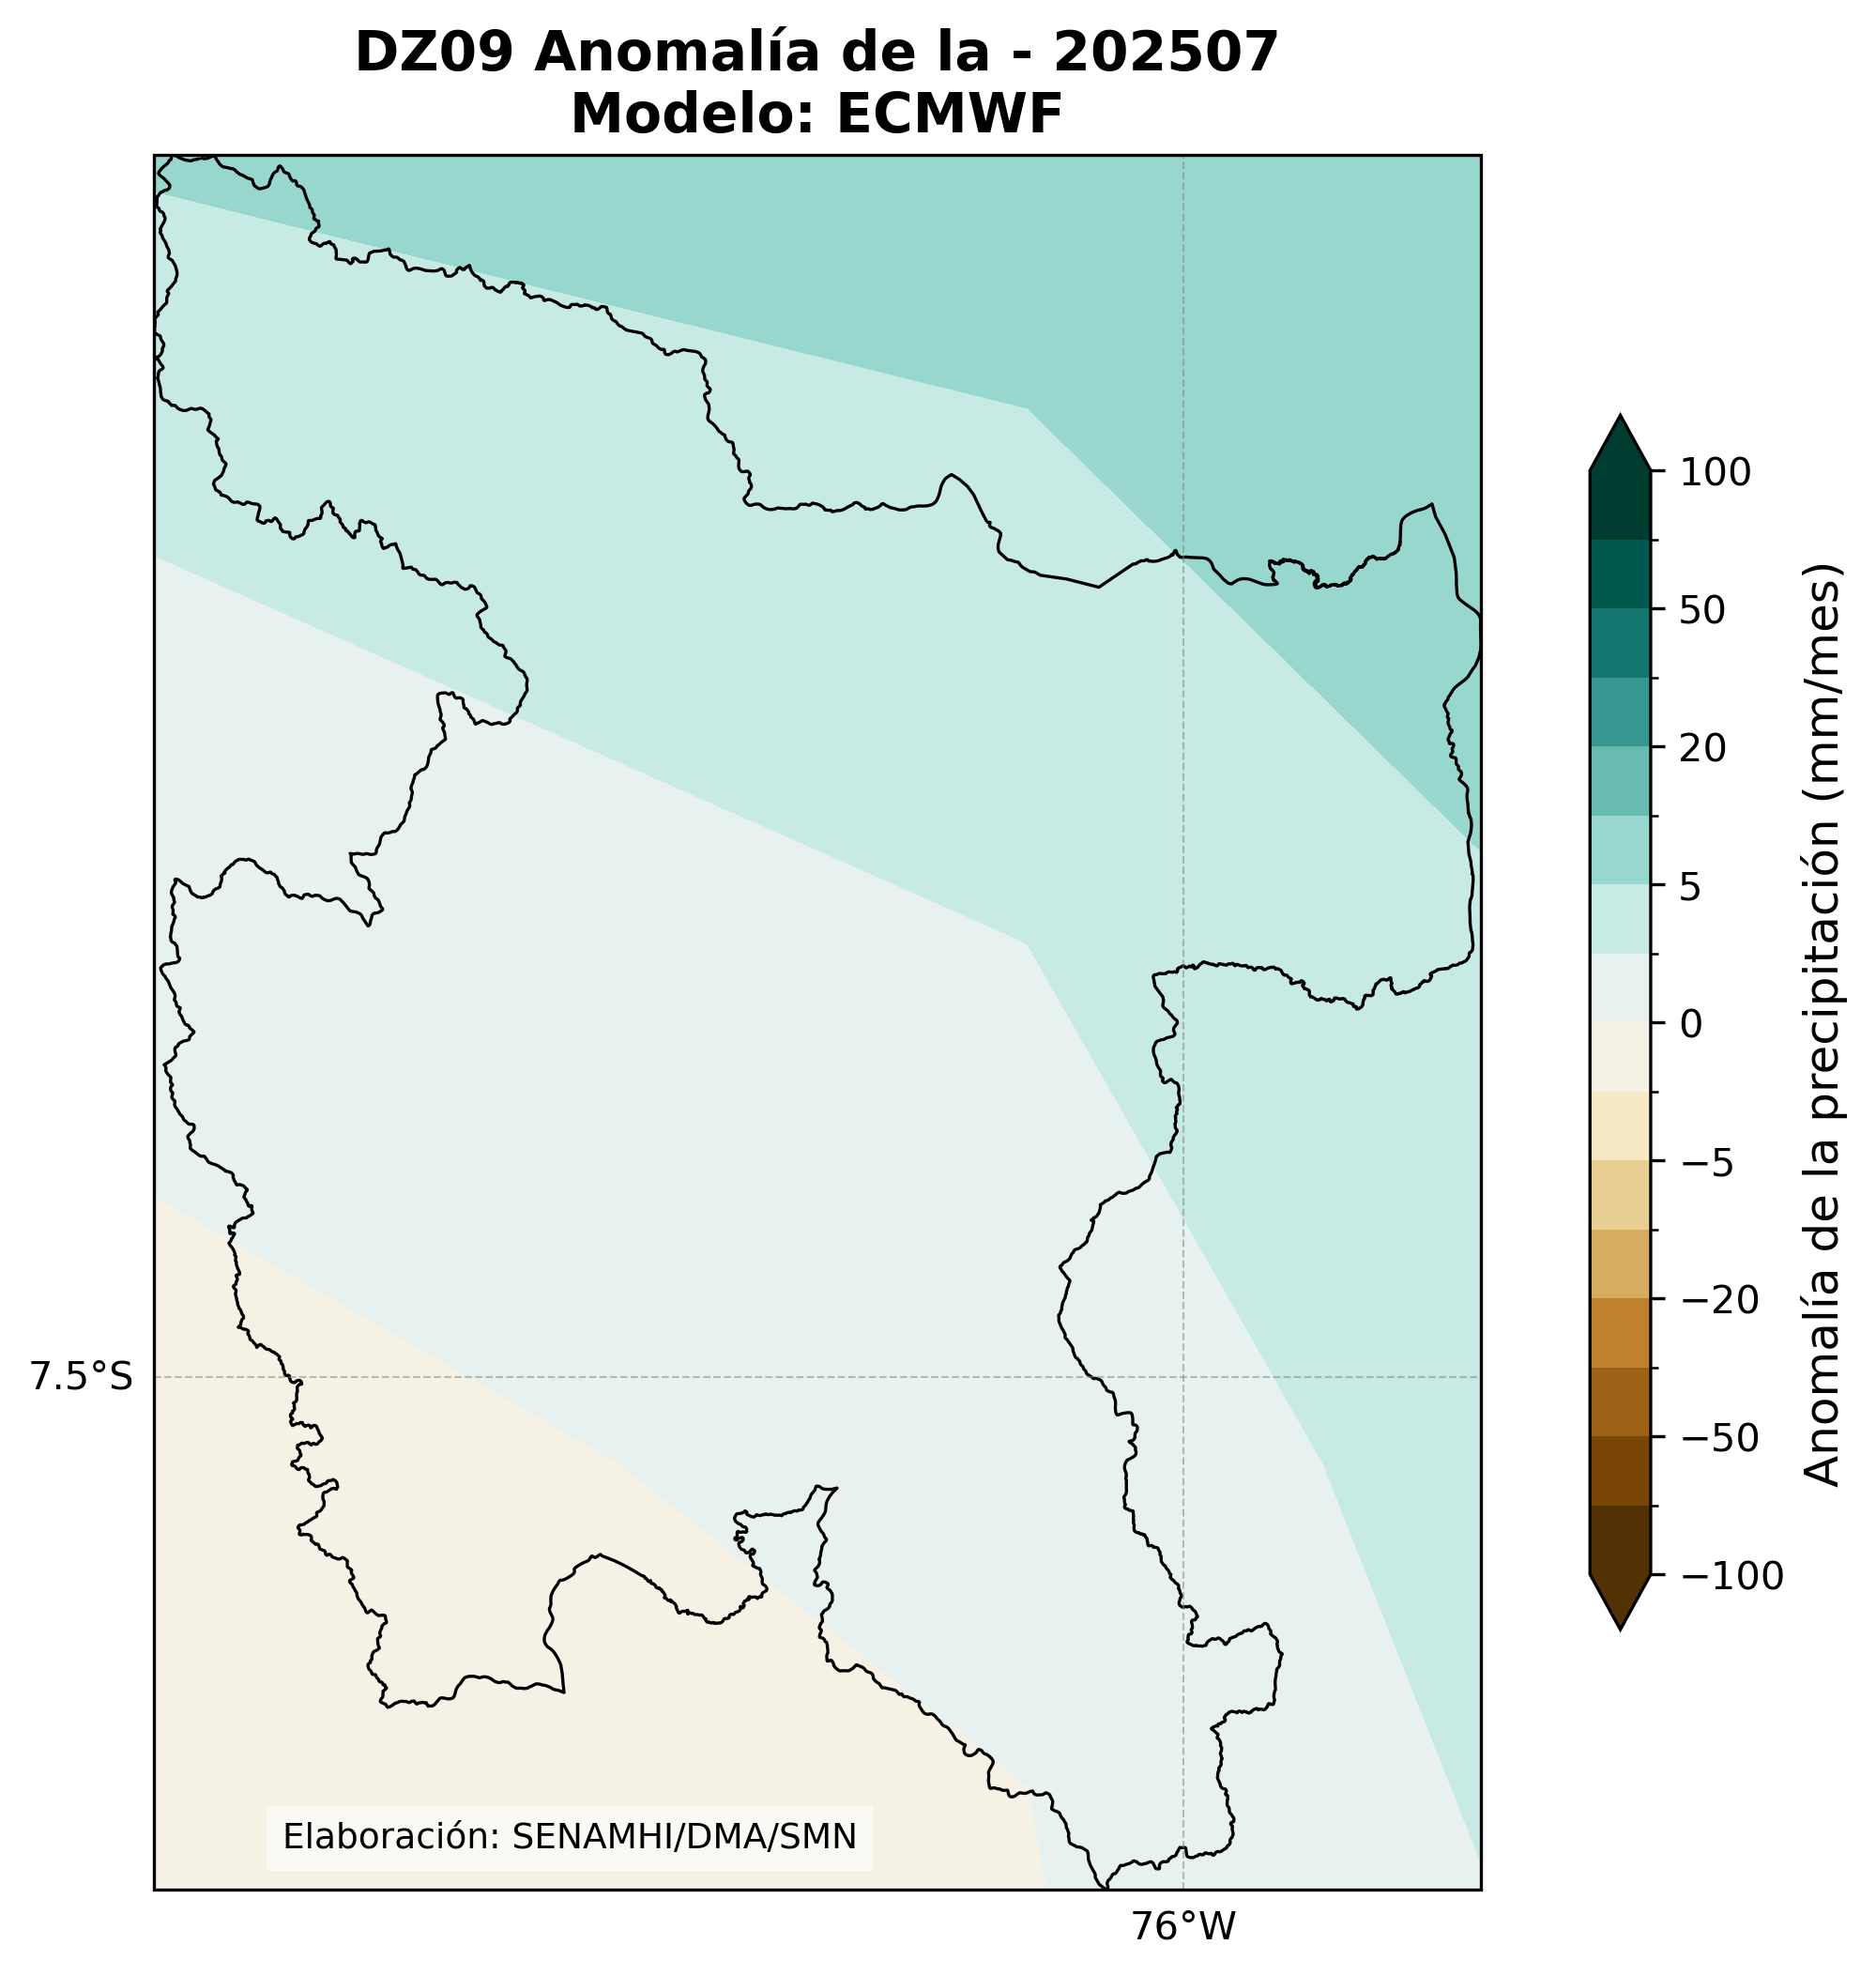 DZ09 Anomalía de la - 202507
Modelo: ECMWF
100
50
20
5
0
−5
−20
−50
−100
Anomalía de la precipitación (mm/mes)
7.5°S
Elaboración: SENAMHI/DMA/SMN
76°W